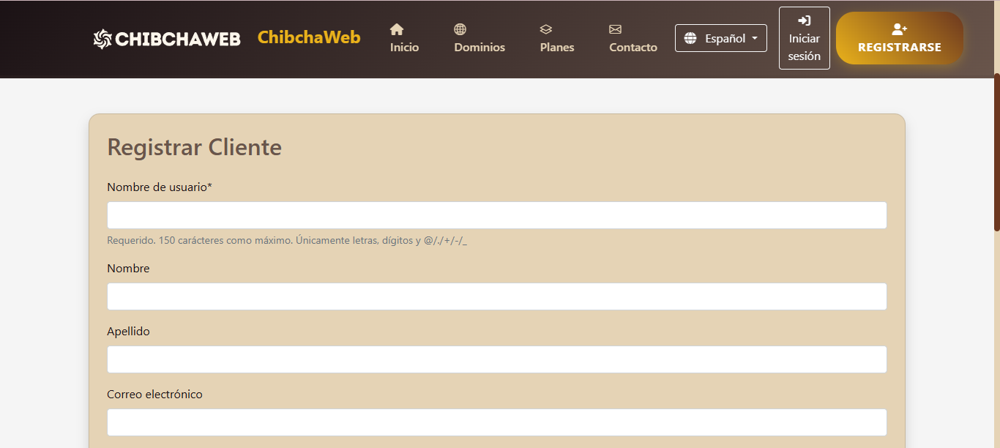 CHIBCHAWEB ChibchaWeb Inicio Dominios Planes Contacto Español Iniciar sesión REGISTRARSE
Registrar Cliente
Nombre de usuario*
Requerido. 150 carácteres como máximo. Únicamente letras, dígitos y @/./+/-/_
Nombre
Apellido
Correo electrónico